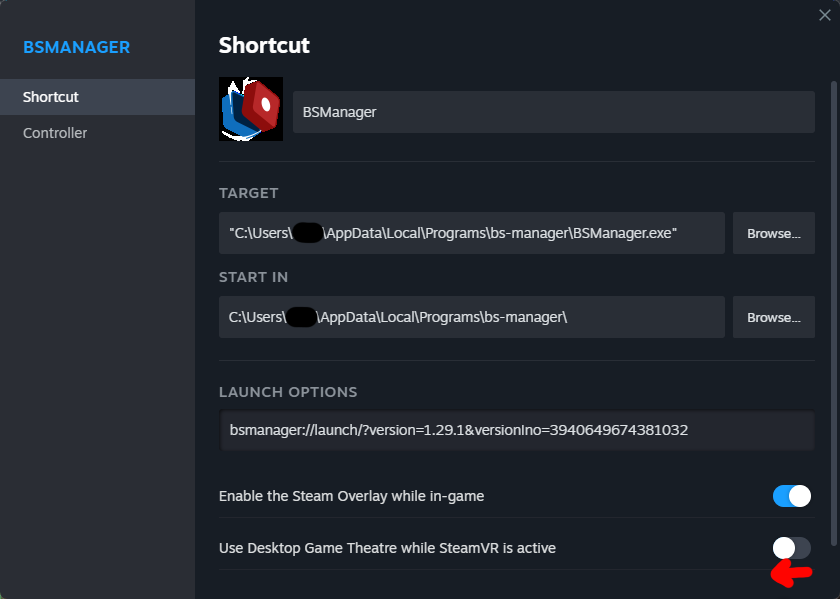 BSMANAGER
Shortcut
Controller
Shortcut
BSManager
TARGET
"C:\Users\ \AppData\Local\Programs\bs-manager\BSManager.exe"
Browse...
START IN
C:\Users\ \AppData\Local\Programs\bs-manager\
Browse...
LAUNCH OPTIONS
bsmanager://launch/?version=1.29.1&versionIno=3940649674381032
Enable the Steam Overlay while in-game
Use Desktop Game Theatre while SteamVR is active